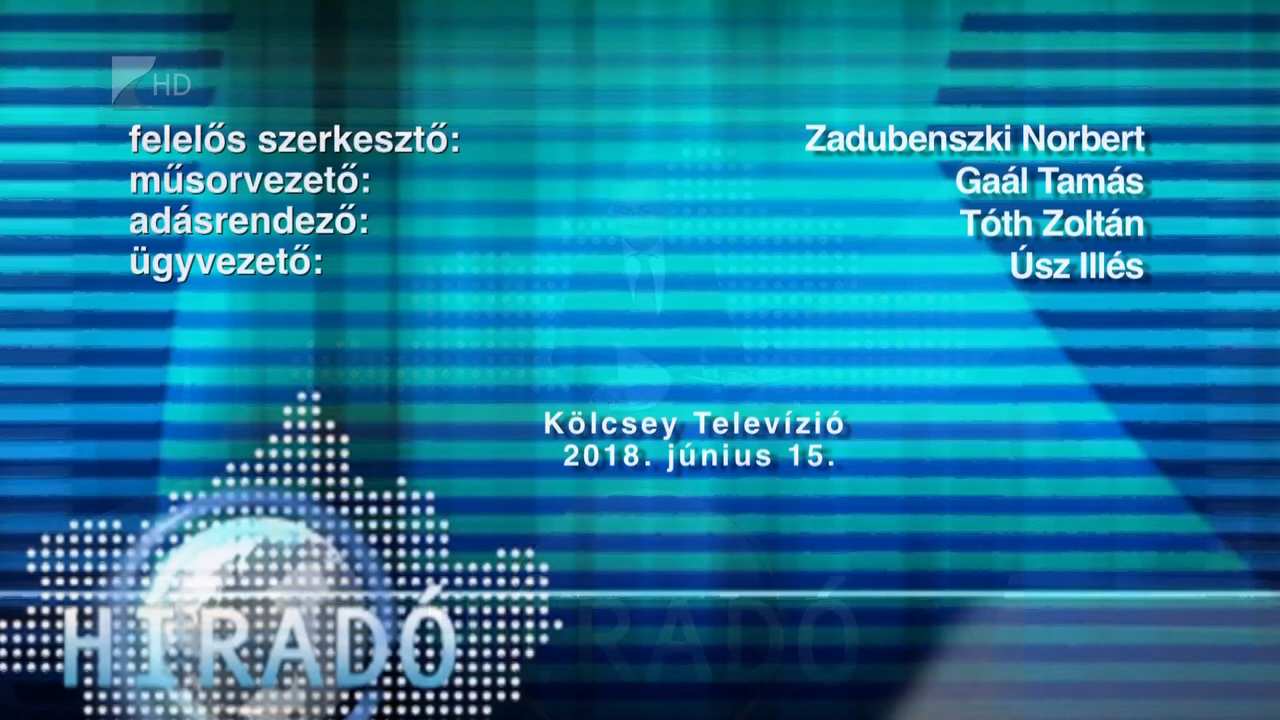 HD
felelős szerkesztő: Zadubenszki Norbert
műsorvezető: Gaál Tamás
adásrendező: Tóth Zoltán
ügyvezető: Úsz Illés
Kölcsey Televízió
2018. június 15.
HÍRADÓ
RADÓ